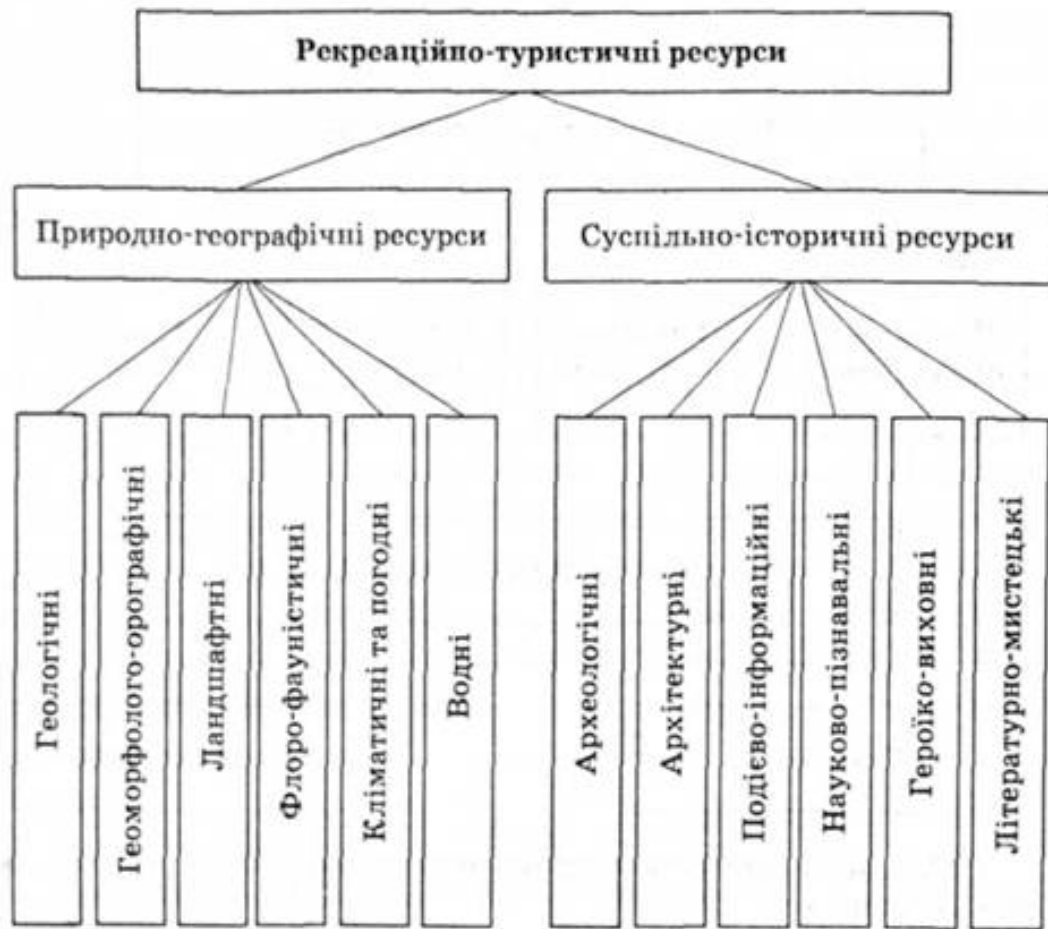 Рекреаційно-туристичні ресурси
Природно-географічні ресурси
Суспільно-історичні ресурси
Геологічні
Геоморфолого-орографічні
Ландшафтні
Флоро-фауністичні
Кліматичні та погодні
Водні
Археологічні
Архітектурні
Подієво-інформаційні
Науково-пізнавальні
Героїко-виховні
Літературно-мистецькі